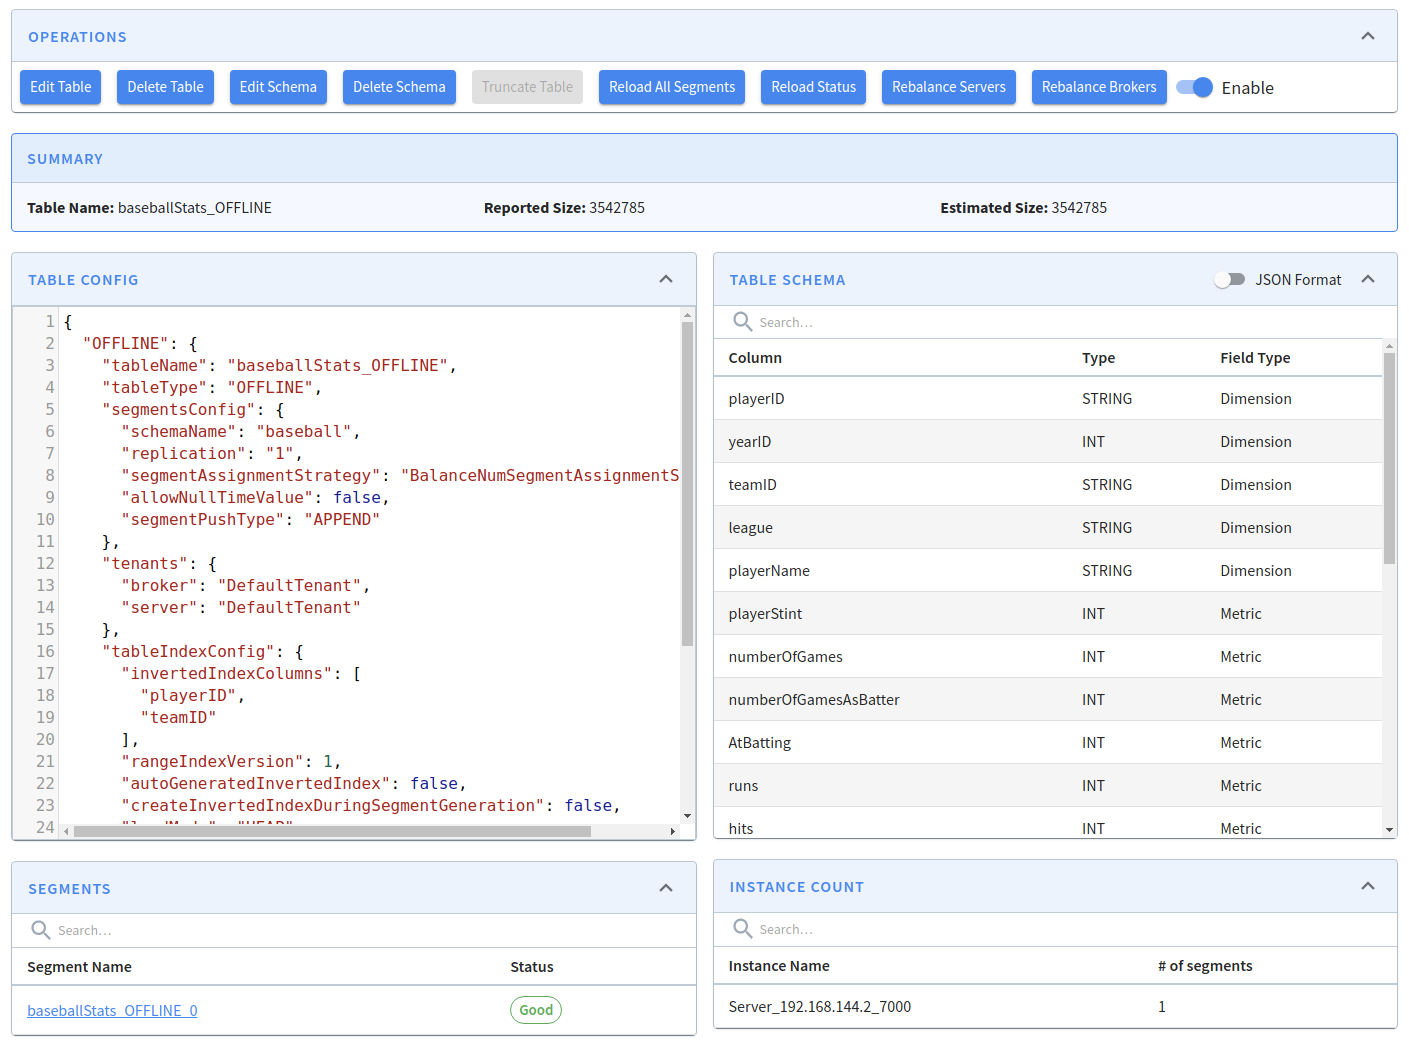 OPERATIONS
Edit Table Delete Table Edit Schema Delete Schema Truncate Table Reload All Segments Reload Status Rebalance Servers Rebalance Brokers Enable
SUMMARY
Table Name: baseballStats_OFFLINE Reported Size: 3542785 Estimated Size: 3542785
TABLE CONFIG
1 {
2 "OFFLINE": {
3 "tableName": "baseballStats_OFFLINE",
4 "tableType": "OFFLINE",
5 "segmentsConfig": {
6 "schemaName": "baseball",
7 "replication": "1",
8 "segmentAssignmentStrategy": "BalanceNumSegmentAssignmentS
9 "allowNullTimeValue": false,
10 "segmentPushType": "APPEND"
11 },
12 "tenants": {
13 "broker": "DefaultTenant",
14 "server": "DefaultTenant"
15 },
16 "tableIndexConfig": {
17 "invertedIndexColumns": [
18 "playerID",
19 "teamID"
20 ],
21 "rangeIndexVersion": 1,
22 "autoGeneratedInvertedIndex": false,
23 "createInvertedIndexDuringSegmentGeneration": false,
24
TABLE SCHEMA JSON Format
Search...
Column Type Field Type
playerID STRING Dimension
yearID INT Dimension
teamID STRING Dimension
league STRING Dimension
playerName STRING Dimension
playerStint INT Metric
numberOfGames INT Metric
numberOfGamesAsBatter INT Metric
AtBatting INT Metric
runs INT Metric
hits INT Metric
SEGMENTS
Search...
Segment Name Status
baseballStats_OFFLINE_0 Good
INSTANCE COUNT
Search...
Instance Name # of segments
Server_192.168.144.2_7000 1